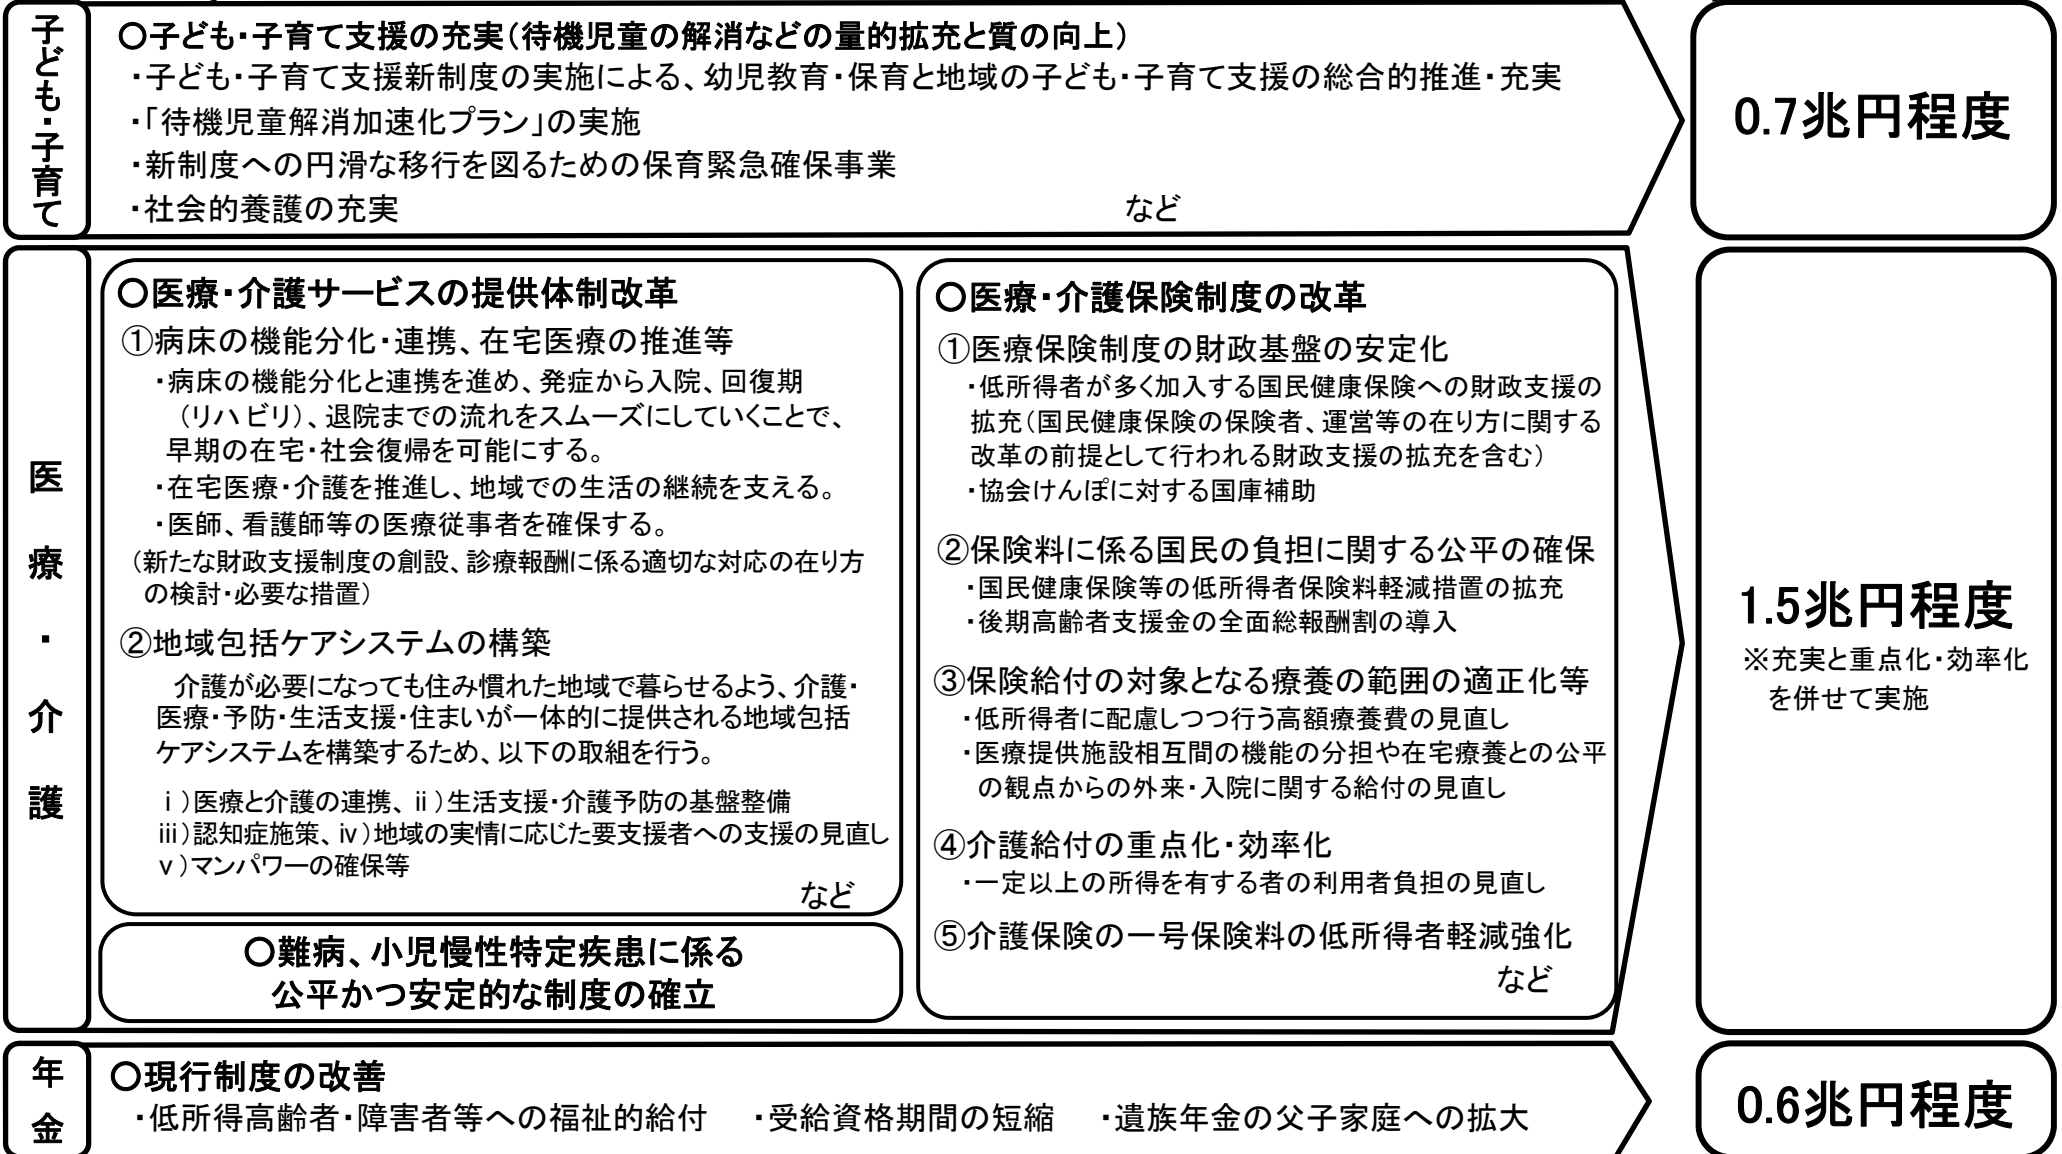 子ども・子育て
〇子ども・子育て支援の充実（待機児童の解消などの量的拡充と質の向上）
・子ども・子育て支援新制度の実施による、幼児教育・保育と地域の子ども・子育て支援の総合的推進・充実
・「待機児童解消加速化プラン」の実施
・新制度への円滑な移行を図るための保育緊急確保事業
・社会的養護の充実　など
0.7兆円程度
医療・介護
〇医療・介護サービスの提供体制改革
①病床の機能分化・連携、在宅医療の推進等
・病床の機能分化と連携を進め、発症から入院、回復期
（リハビリ）、退院までの流れをスムーズにしていくことで、
早期の在宅・社会復帰を可能にする。
・在宅医療・介護を推進し、地域での生活の継続を支える。
・医師、看護師等の医療従事者を確保する。
（新たな財政支援制度の創設、診療報酬に係る適切な対応の在り方
の検討・必要な措置）
②地域包括ケアシステムの構築
介護が必要になっても住み慣れた地域で暮らせるよう、介護・
医療・予防・生活支援・住まいが一体的に提供される地域包括
ケアシステムを構築するため、以下の取組を行う。
ⅰ）医療と介護の連携、ⅱ）生活支援・介護予防の基盤整備
ⅲ）認知症施策、ⅳ）地域の実情に応じた要支援者への支援の見直し
ⅴ）マンパワーの確保等
など
〇難病、小児慢性特定疾患に係る
公平かつ安定的な制度の確立
〇医療・介護保険制度の改革
①医療保険制度の財政基盤の安定化
・低所得者が多く加入する国民健康保険への財政支援の
拡充（国民健康保険の保険者、運営等の在り方に関する
改革の前提として行われる財政支援の拡充を含む）
・協会けんぽに対する国庫補助
②保険料に係る国民の負担に関する公平の確保
・国民健康保険等の低所得者保険料軽減措置の拡充
・後期高齢者支援金の全面総報酬割の導入
③保険給付の対象となる療養の範囲の適正化等
・低所得者に配慮しつつ行う高額療養費の見直し
・医療提供施設相互間の機能の分担や在宅療養との公平
の観点からの外来・入院に関する給付の見直し
④介護給付の重点化・効率化
・一定以上の所得を有する者の利用者負担の見直し
⑤介護保険の一号保険料の低所得者軽減強化
など
1.5兆円程度
※充実と重点化・効率化
を併せて実施
年金
〇現行制度の改善
・低所得高齢者・障害者等への福祉的給付　・受給資格期間の短縮　・遺族年金の父子家庭への拡大
0.6兆円程度